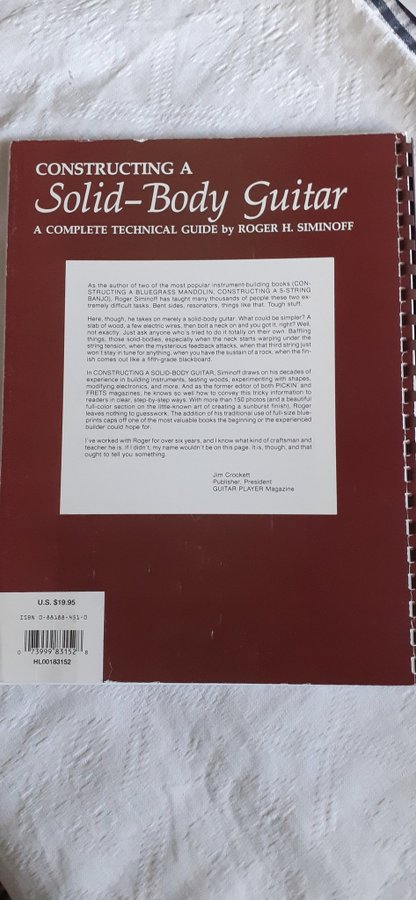 CONSTRUCTING A
Solid-Body Guitar
A COMPLETE TECHNICAL GUIDE by ROGER H. SIMINOFF
As the author of two of the most popular instrument-building books (CON-
STRUCTING A BLUEGRASS MANDOLIN, CONSTRUCTING A 5-STRING
BANJO), Roger Siminoff has taught many thousands of people these two ex-
tremely difficult tasks. Bent sides, resonators, things like that. Tough stuff.
Here, though, he takes on merely a solid-body guitar. What could be simpler? A
slab of wood, a few electric wires, then bolt a neck on and you got it, right? Well,
not exactly. Just ask anyone who's tried to do it totally on their own. Baffling
things, those solid-bodies, especially when the neck starts warping under the
string tension, when the mysterious feedback attacks, when that third string just
won't stay in tune for anything, when you have the sustain of a rock, when the fin-
ish comes out like a fifth-grade blackboard.
In CONSTRUCTING A SOLID-BODY GUITAR, Siminoff draws on his decades of
experience in building instruments, testing woods, experimenting with shapes,
modifying electronics, and more. And as the former editor of both PICKIN' and
FRETS magazines, he knows so well how to convey this tricky information to
readers in clear, step-by-step ways. With more than 150 photos (and a beautiful
full-color section on the little-known art of creating a sunburst finish), Roger
leaves nothing to guesswork. The addition of his traditional use of full-size blue-
prints caps off one of the most valuable books the beginning or the experienced
builder could hope for.
I've worked with Roger for over six years, and I know what kind of craftsman and
teacher he is. If I didn't, my name wouldn't be on this page. It is, though, and that
ought to tell you something.
Jim Crockett
Publisher, President
GUITAR PLAYER Magazine
U.S. $19.95
ISBN 0-88188-451-0
0 73999 83152 8
HL00183152